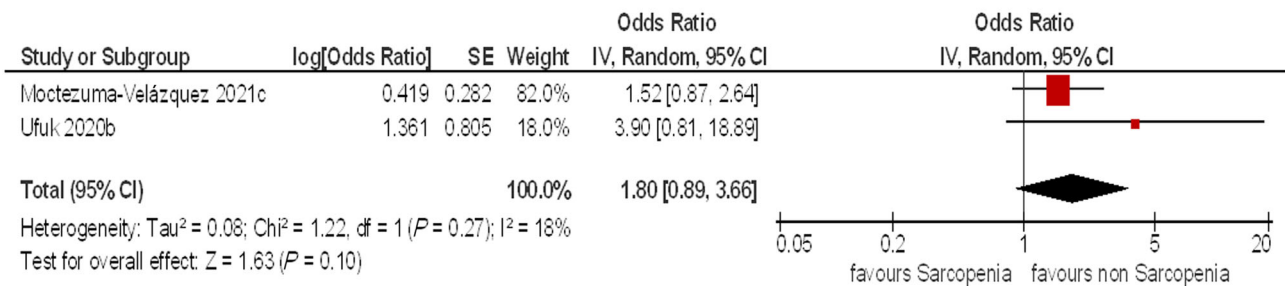 Odds Ratio Odds Ratio
Study or Subgroup log[Odds Ratio] SE Weight IV, Random, 95% CI IV, Random, 95% CI
Moctezuma-Velázquez 2021c 0.419 0.282 82.0% 1.52 [0.87, 2.64]
Ufuk 2020b 1.361 0.805 18.0% 3.90 [0.81, 18.89]
Total (95% CI) 100.0% 1.80 [0.89, 3.66]
Heterogeneity: Tau² = 0.08; Chi² = 1.22, df = 1 (P = 0.27); I² = 18%
Test for overall effect: Z = 1.63 (P = 0.10)
0.05 0.2 1 5 20
favours Sarcopenia favours non Sarcopenia